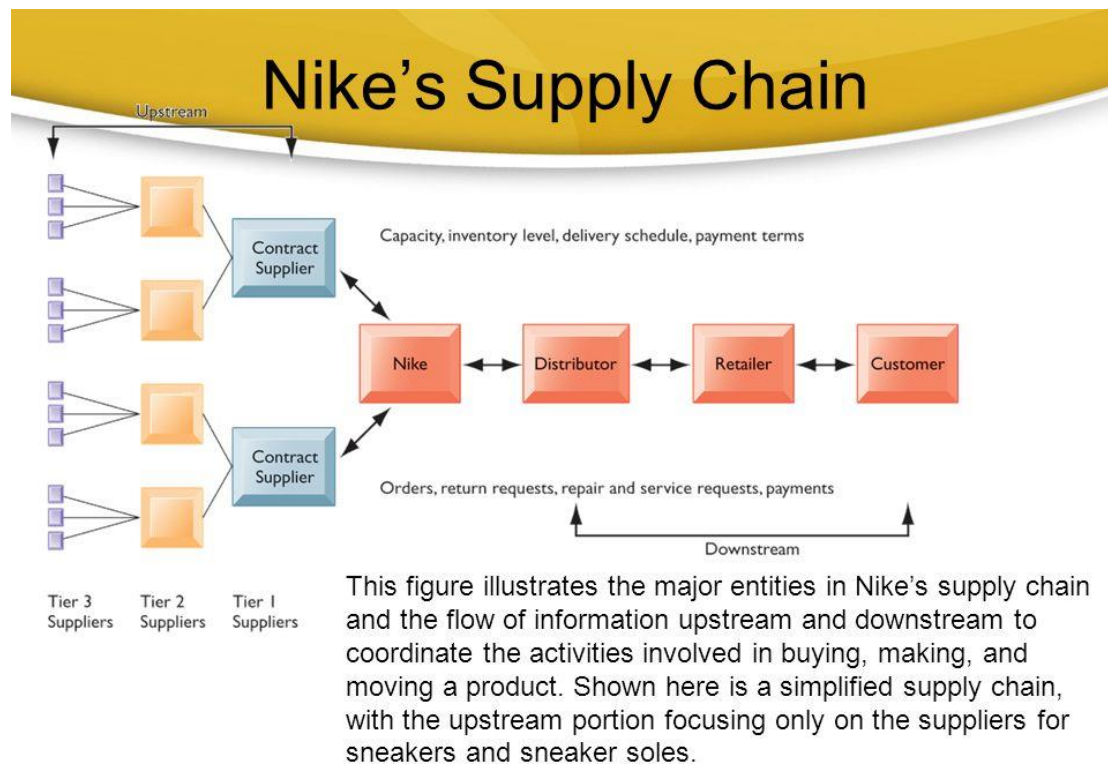 Nike's Supply Chain
Upstream
Capacity, inventory level, delivery schedule, payment terms
Contract
Supplier
Nike
Distributor
Retailer
Customer
Contract
Supplier
Orders, return requests, repair and service requests, payments
Downstream
Tier 3
Suppliers
Tier 2
Suppliers
Tier 1
Suppliers
This figure illustrates the major entities in Nike's supply chain
and the flow of information upstream and downstream to
coordinate the activities involved in buying, making, and
moving a product. Shown here is a simplified supply chain,
with the upstream portion focusing only on the suppliers for
sneakers and sneaker soles.